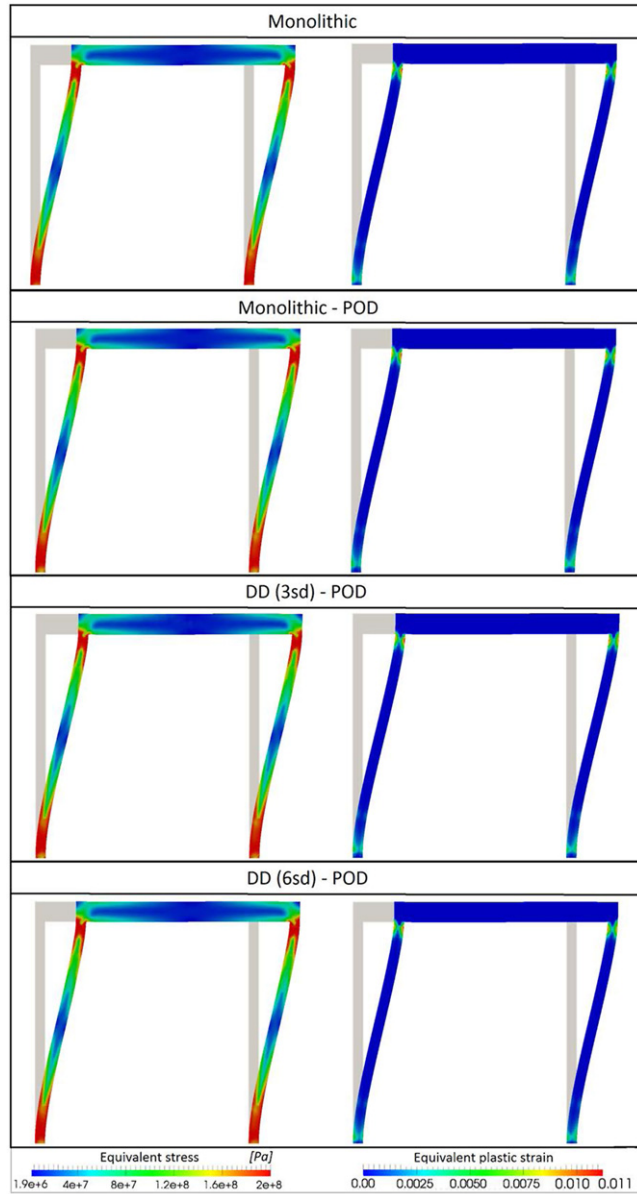 Monolithic
Monolithic - POD
DD (3sd) - POD
DD (6sd) - POD
Equivalent stress [Pa]
1.9e+6 4e+7 8e+7 1.2e+8 1.6e+8 2e+8
Equivalent plastic strain
0.00 0.0025 0.0050 0.0075 0.010 0.011